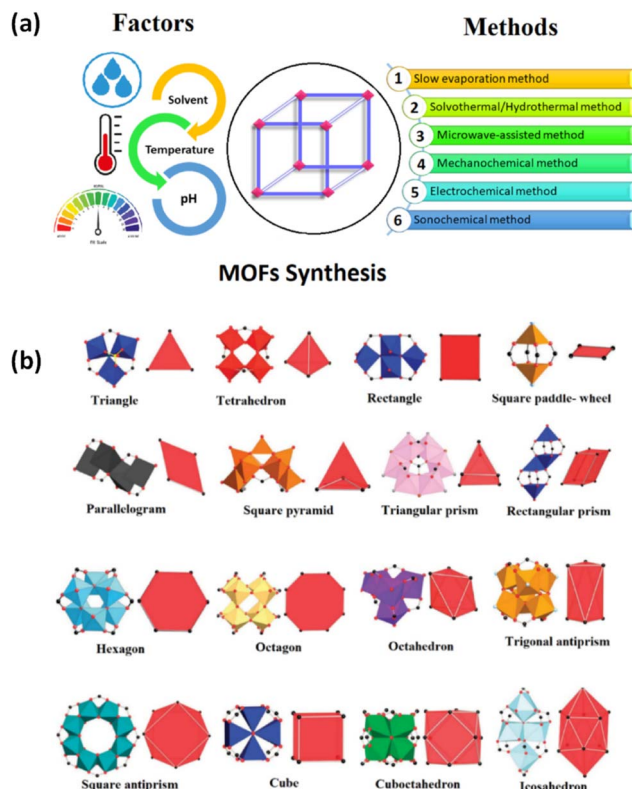 (a)
Factors
Methods
Solvent
Temperature
pH
1 Slow evaporation method
2 Solvothermal/Hydrothermal method
3 Microwave-assisted method
4 Mechanochemical method
5 Electrochemical method
6 Sonochemical method
MOFs Synthesis
(b)
Triangle
Tetrahedron
Rectangle
Square paddle- wheel
Parallelogram
Square pyramid
Triangular prism
Rectangular prism
Hexagon
Octagon
Octahedron
Trigonal antiprism
Square antiprism
Cube
Cuboctahedron
Icosahedron